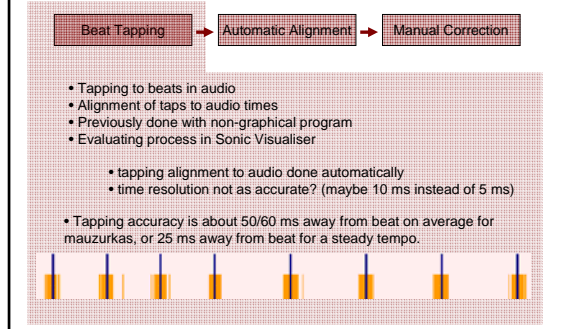 Beat Tapping Automatic Alignment Manual Correction
• Tapping to beats in audio
• Alignment of taps to audio times
• Previously done with non-graphical program
• Evaluating process in Sonic Visualiser
• tapping alignment to audio done automatically
• time resolution not as accurate? (maybe 10 ms instead of 5 ms)
• Tapping accuracy is about 50/60 ms away from beat on average for
mauzurkas, or 25 ms away from beat for a steady tempo.